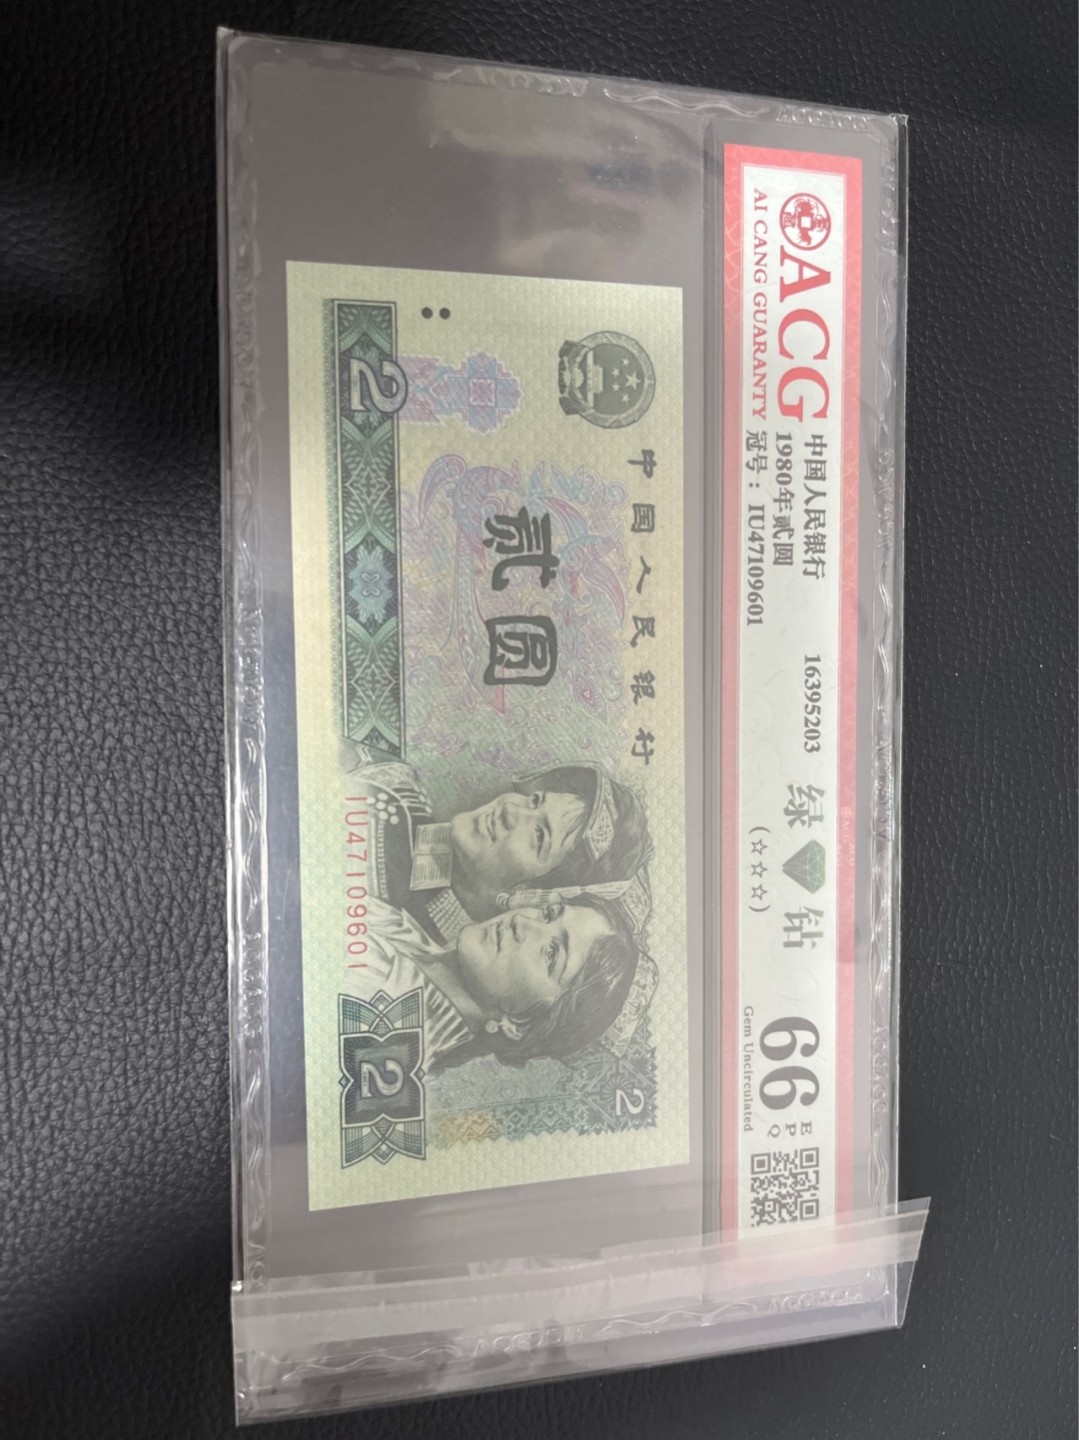 ACG
AI CANG GUARANTY
中国人民银行
1980年贰圆
冠号：IU47109601
16395203
绿钻
(☆☆☆)
66
EPQ
Gem Uncirculated
中国人民银行
贰圆
2
IU47109601
2
2